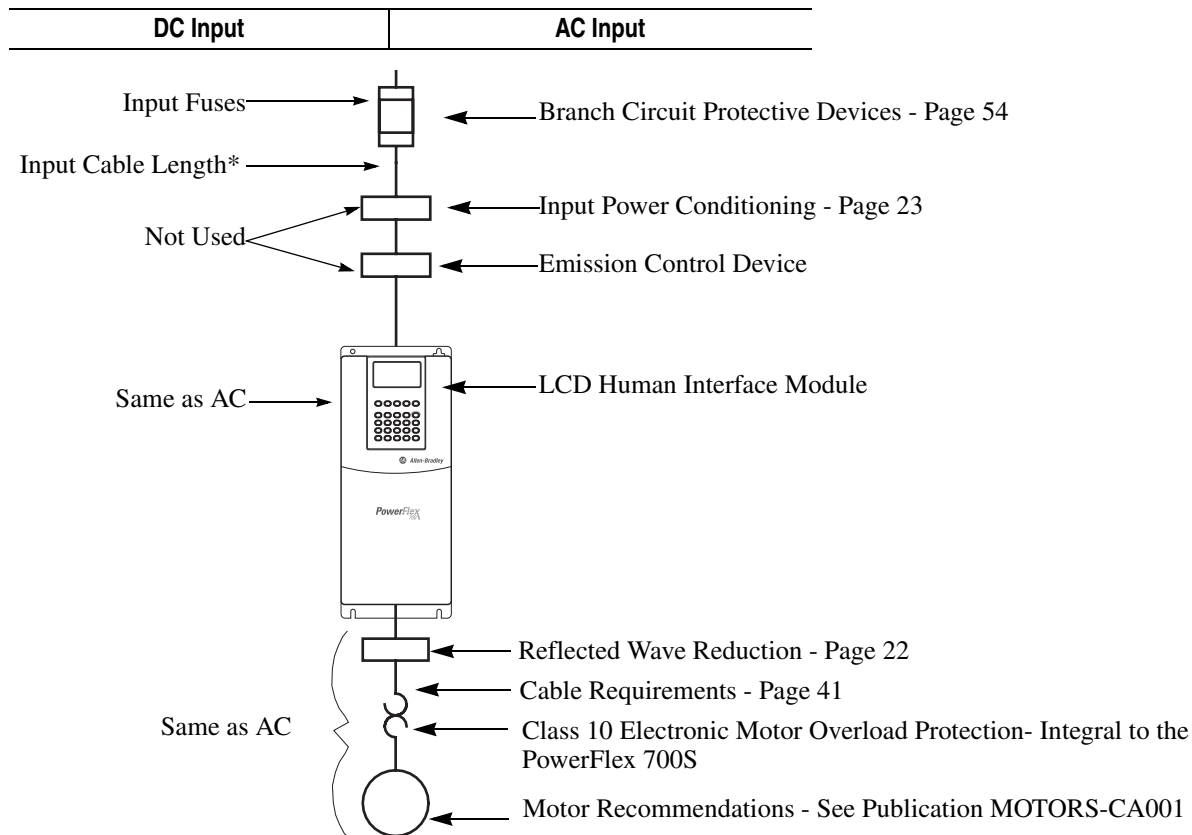 DC Input AC Input
Input Fuses
Branch Circuit Protective Devices - Page 54
Input Cable Length*
Input Power Conditioning - Page 23
Not Used
Emission Control Device
LCD Human Interface Module
Same as AC
Allen-Bradley
PowerFlex
Reflected Wave Reduction - Page 22
Cable Requirements - Page 41
Same as AC
Class 10 Electronic Motor Overload Protection- Integral to the
PowerFlex 700S
Motor Recommendations - See Publication MOTORS-CA001